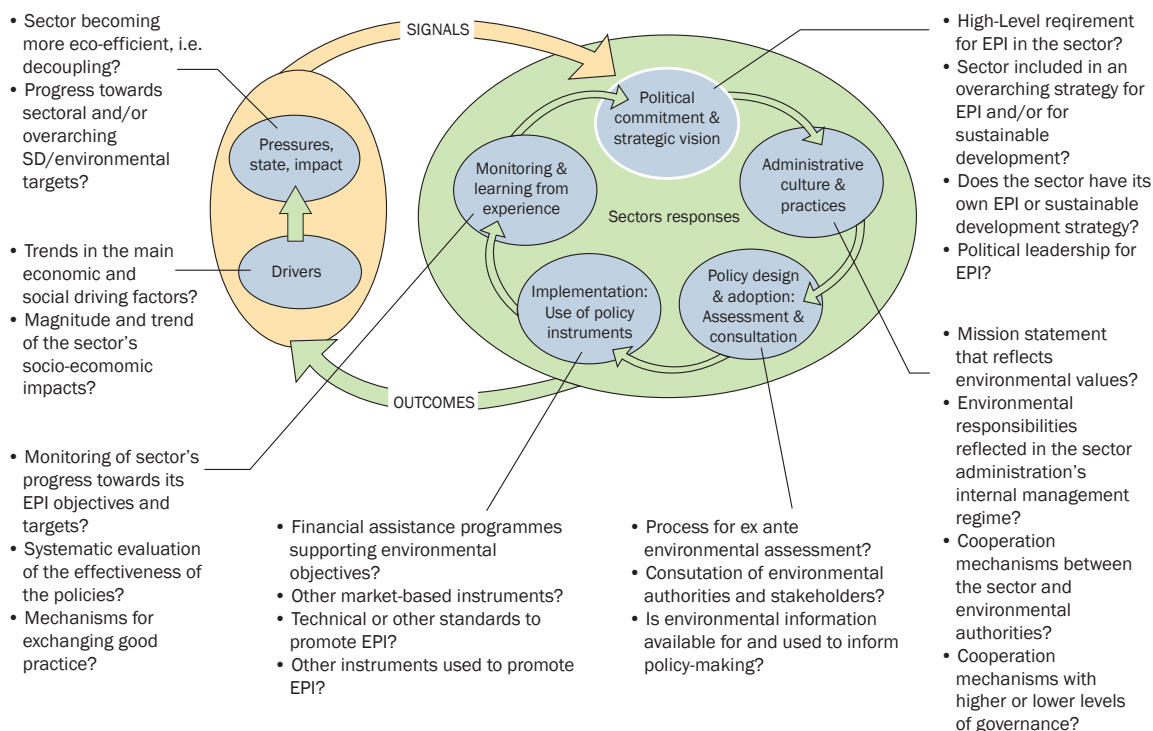 • Sector becoming
more eco-efficient, i.e.
decoupling?
• Progress towards
sectoral and/or
overarching
SD/environmental
targets?
• Trends in the main
economic and
social driving factors?
• Magnitude and trend
of the sector's
socio-ecomomic
impacts?
• Monitoring of sector's
progress towards its
EPI objectives and
targets?
• Systematic evaluation
of the effectiveness of
the policies?
• Mechanisms for
exchanging good
practice?
SIGNALS
Pressures,
state, impact
Drivers
OUTCOMES
Political
commitment &
strategic vision
Monitoring &
learning from
experience
Administrative
culture &
practices
Sectors responses
Implementation:
Use of policy
instruments
Policy design
& adoption:
Assessment &
consultation
• Financial assistance programmes
supporting environmental
objectives?
• Other market-based instruments?
• Technical or other standards to
promote EPI?
• Other instruments used to promote
EPI?
• Process for ex ante
environmental assessment?
• Consutation of environmental
authorities and stakeholders?
• Is environmental information
available for and used to inform
policy-making?
• High-Level reqirement
for EPI in the sector?
• Sector included in an
overarching strategy for
EPI and/or for
sustainable
development?
• Does the sector have its
own EPI or sustainable
development strategy?
• Political leadership for
EPI?
• Mission statement
that reflects
environmental values?
• Environmental
responsibilities
reflected in the sector
administration's
internal management
regime?
• Cooperation
mechanisms between
the sector and
environmental
authorities?
• Cooperation
mechanisms with
higher or lower levels
of governance?